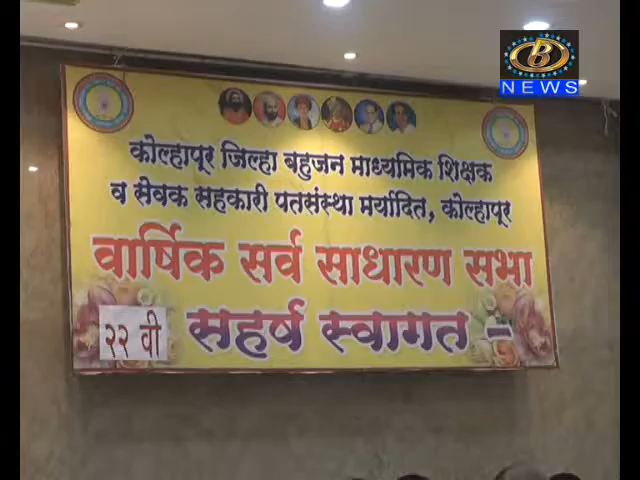 B
NEWS
कोल्हापूर जिल्हा बहुजन माध्यमिक शिक्षक
व सेवक सहकारी पतसंस्था मर्यादित, कोल्हापूर
वार्षिक सर्व साधारण सभा
२२ वी सहर्ष स्वागत